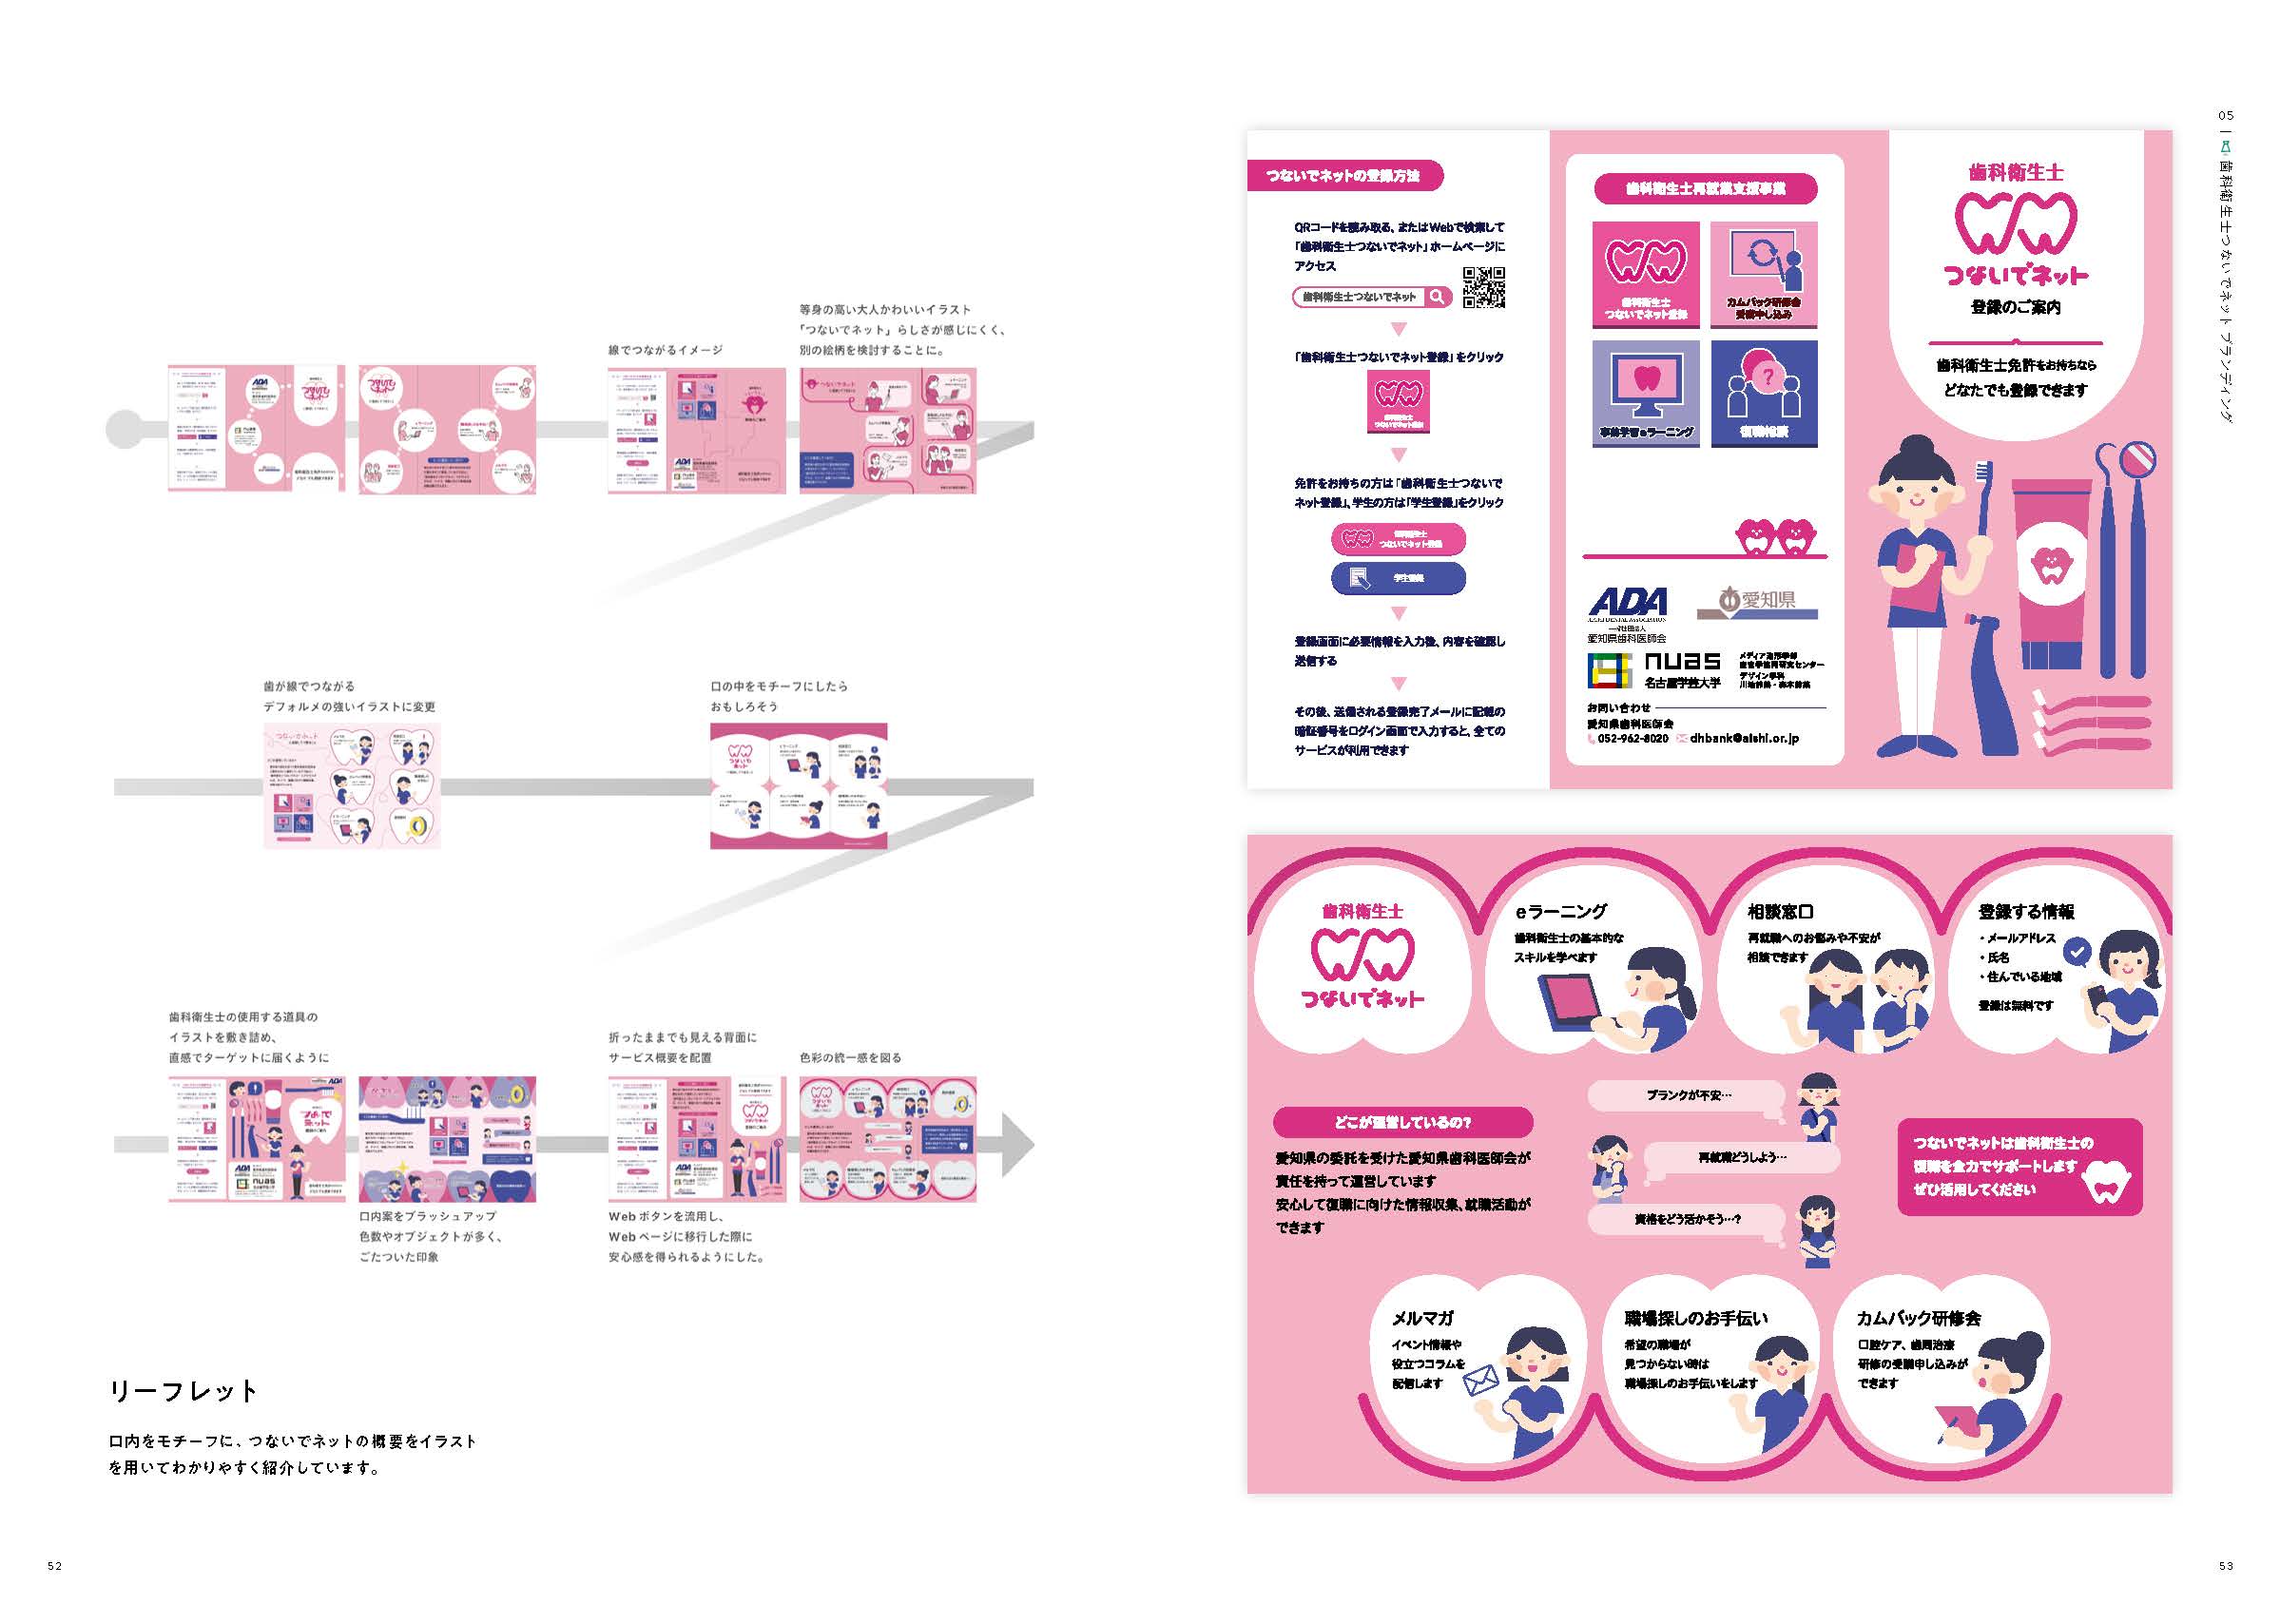 等身の高い大人かわいいイラスト
「つないでネット」らしさが感じにくく、
別の絵柄を検討することに。
線でつながるイメージ
歯が線でつながる
デフォルメの強いイラストに変更
口の中をモチーフにしたら
おもしろそう
歯科衛生士の使用する道具の
イラストを敷き詰め、
直感でターゲットに届くように
折ったままでも見える背面に
サービス概要を配置
色彩の統一感を図る
口内案をブラッシュアップ
色数やオブジェクトが多く、
ごたついた印象
Webボタンを流用し、
Webページに移行した際に
安心感を得られるようにした。
リーフレット
口内をモチーフに、つないでネットの概要をイラスト
を用いてわかりやすく紹介しています。
52
つないでネットの登録方法
QRコードを読み取る、またはWebで検索して
「歯科衛生士つないでネット」ホームページに
アクセス
歯科衛生士つないでネット
「歯科衛生士つないでネット登録」をクリック
歯科衛生士
つないでネット登録
免許をお持ちの方は「歯科衛生士つないで
ネット登録」、学生の方は「学生登録」をクリック
歯科衛生士
つないでネット登録
学生登録
登録画面に必要情報を入力後、内容を確認し
送信する
その後、送信される登録完了メールに記載の
暗証番号をログイン画面で入力すると、全ての
サービスが利用できます
歯科衛生士再就業支援事業
歯科衛生士
つないでネット登録
カムバック研修会
受講申し込み
事前学習eラーニング
復職相談
ADA
AICHI DENTAL ASSOCIATION
一般社団法人
愛知県歯科医師会
愛知県
nuas
名古屋学芸大学
メディア造形学部
デザイン学科
お問い合わせ
愛知県歯科医師会
052-962-8020
dhbank@aishi.or.jp
歯科衛生士
つないでネット
登録のご案内
歯科衛生士免許をお持ちなら
どなたでも登録できます
歯科衛生士
つないでネット
eラーニング
歯科衛生士の基本的な
スキルを学べます
相談窓口
再就職へのお悩みや不安が
相談できます
登録する情報
・メールアドレス
・氏名
・住んでいる地域
登録は無料です
どこが運営しているの?
愛知県の委託を受けた愛知県歯科医師会が
責任を持って運営しています
安心して復職に向けた情報収集、就職活動が
できます
ブランクが不安…
再就職どうしよう…
資格をどう活かそう…?
つないでネットは歯科衛生士の
復職を全力でサポートします
ぜひ活用してください
メルマガ
イベント情報や
役立つコラムを
配信します
職場探しのお手伝い
希望の職場が
見つからない時は
職場探しのお手伝いをします
カムバック研修会
口腔ケア、歯周治療
研修の受講申し込みが
できます
05 | 歯科衛生士つないでネット ブランディング
53